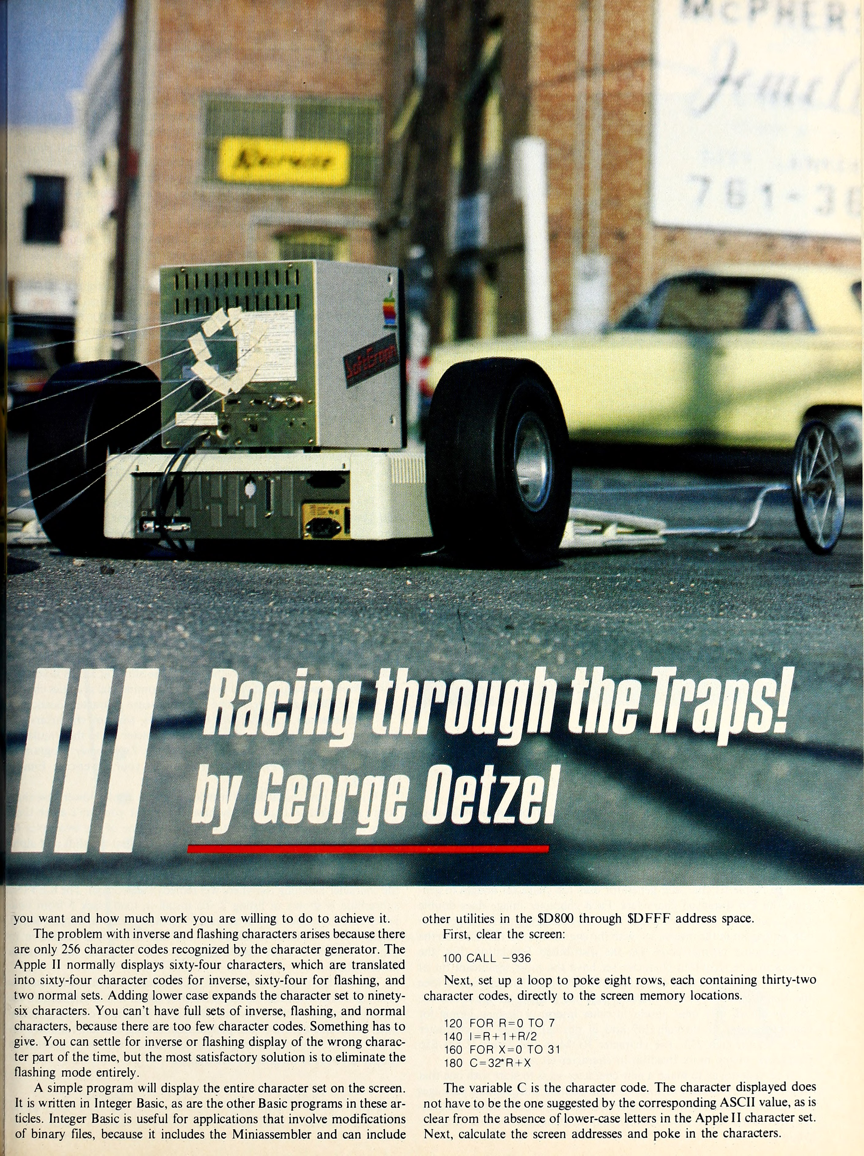 McPHER
Jewel
761-36
III
Racing through the Traps!
by George Oetzel
you want and how much work you are willing to do to achieve it.
The problem with inverse and flashing characters arises because there
are only 256 character codes recognized by the character generator. The
Apple II normally displays sixty-four characters, which are translated
into sixty-four character codes for inverse, sixty-four for flashing, and
two normal sets. Adding lower case expands the character set to ninety-
six characters. You can't have full sets of inverse, flashing, and normal
characters, because there are too few character codes. Something has to
give. You can settle for inverse or flashing display of the wrong charac-
ter part of the time, but the most satisfactory solution is to eliminate the
flashing mode entirely.
A simple program will display the entire character set on the screen.
It is written in Integer Basic, as are the other Basic programs in these ar-
ticles. Integer Basic is useful for applications that involve modifications
of binary files, because it includes the Miniassembler and can include
other utilities in the $D800 through $DFFF address space.
First, clear the screen:
100 CALL −936
Next, set up a loop to poke eight rows, each containing thirty-two
character codes, directly to the screen memory locations.
120 FOR R=0 TO 7
140 I=R+1+R/2
160 FOR X=0 TO 31
180 C=32*R+X
The variable C is the character code. The character displayed does
not have to be the one suggested by the corresponding ASCII value, as is
clear from the absence of lower-case letters in the Apple II character set.
Next, calculate the screen addresses and poke in the characters.